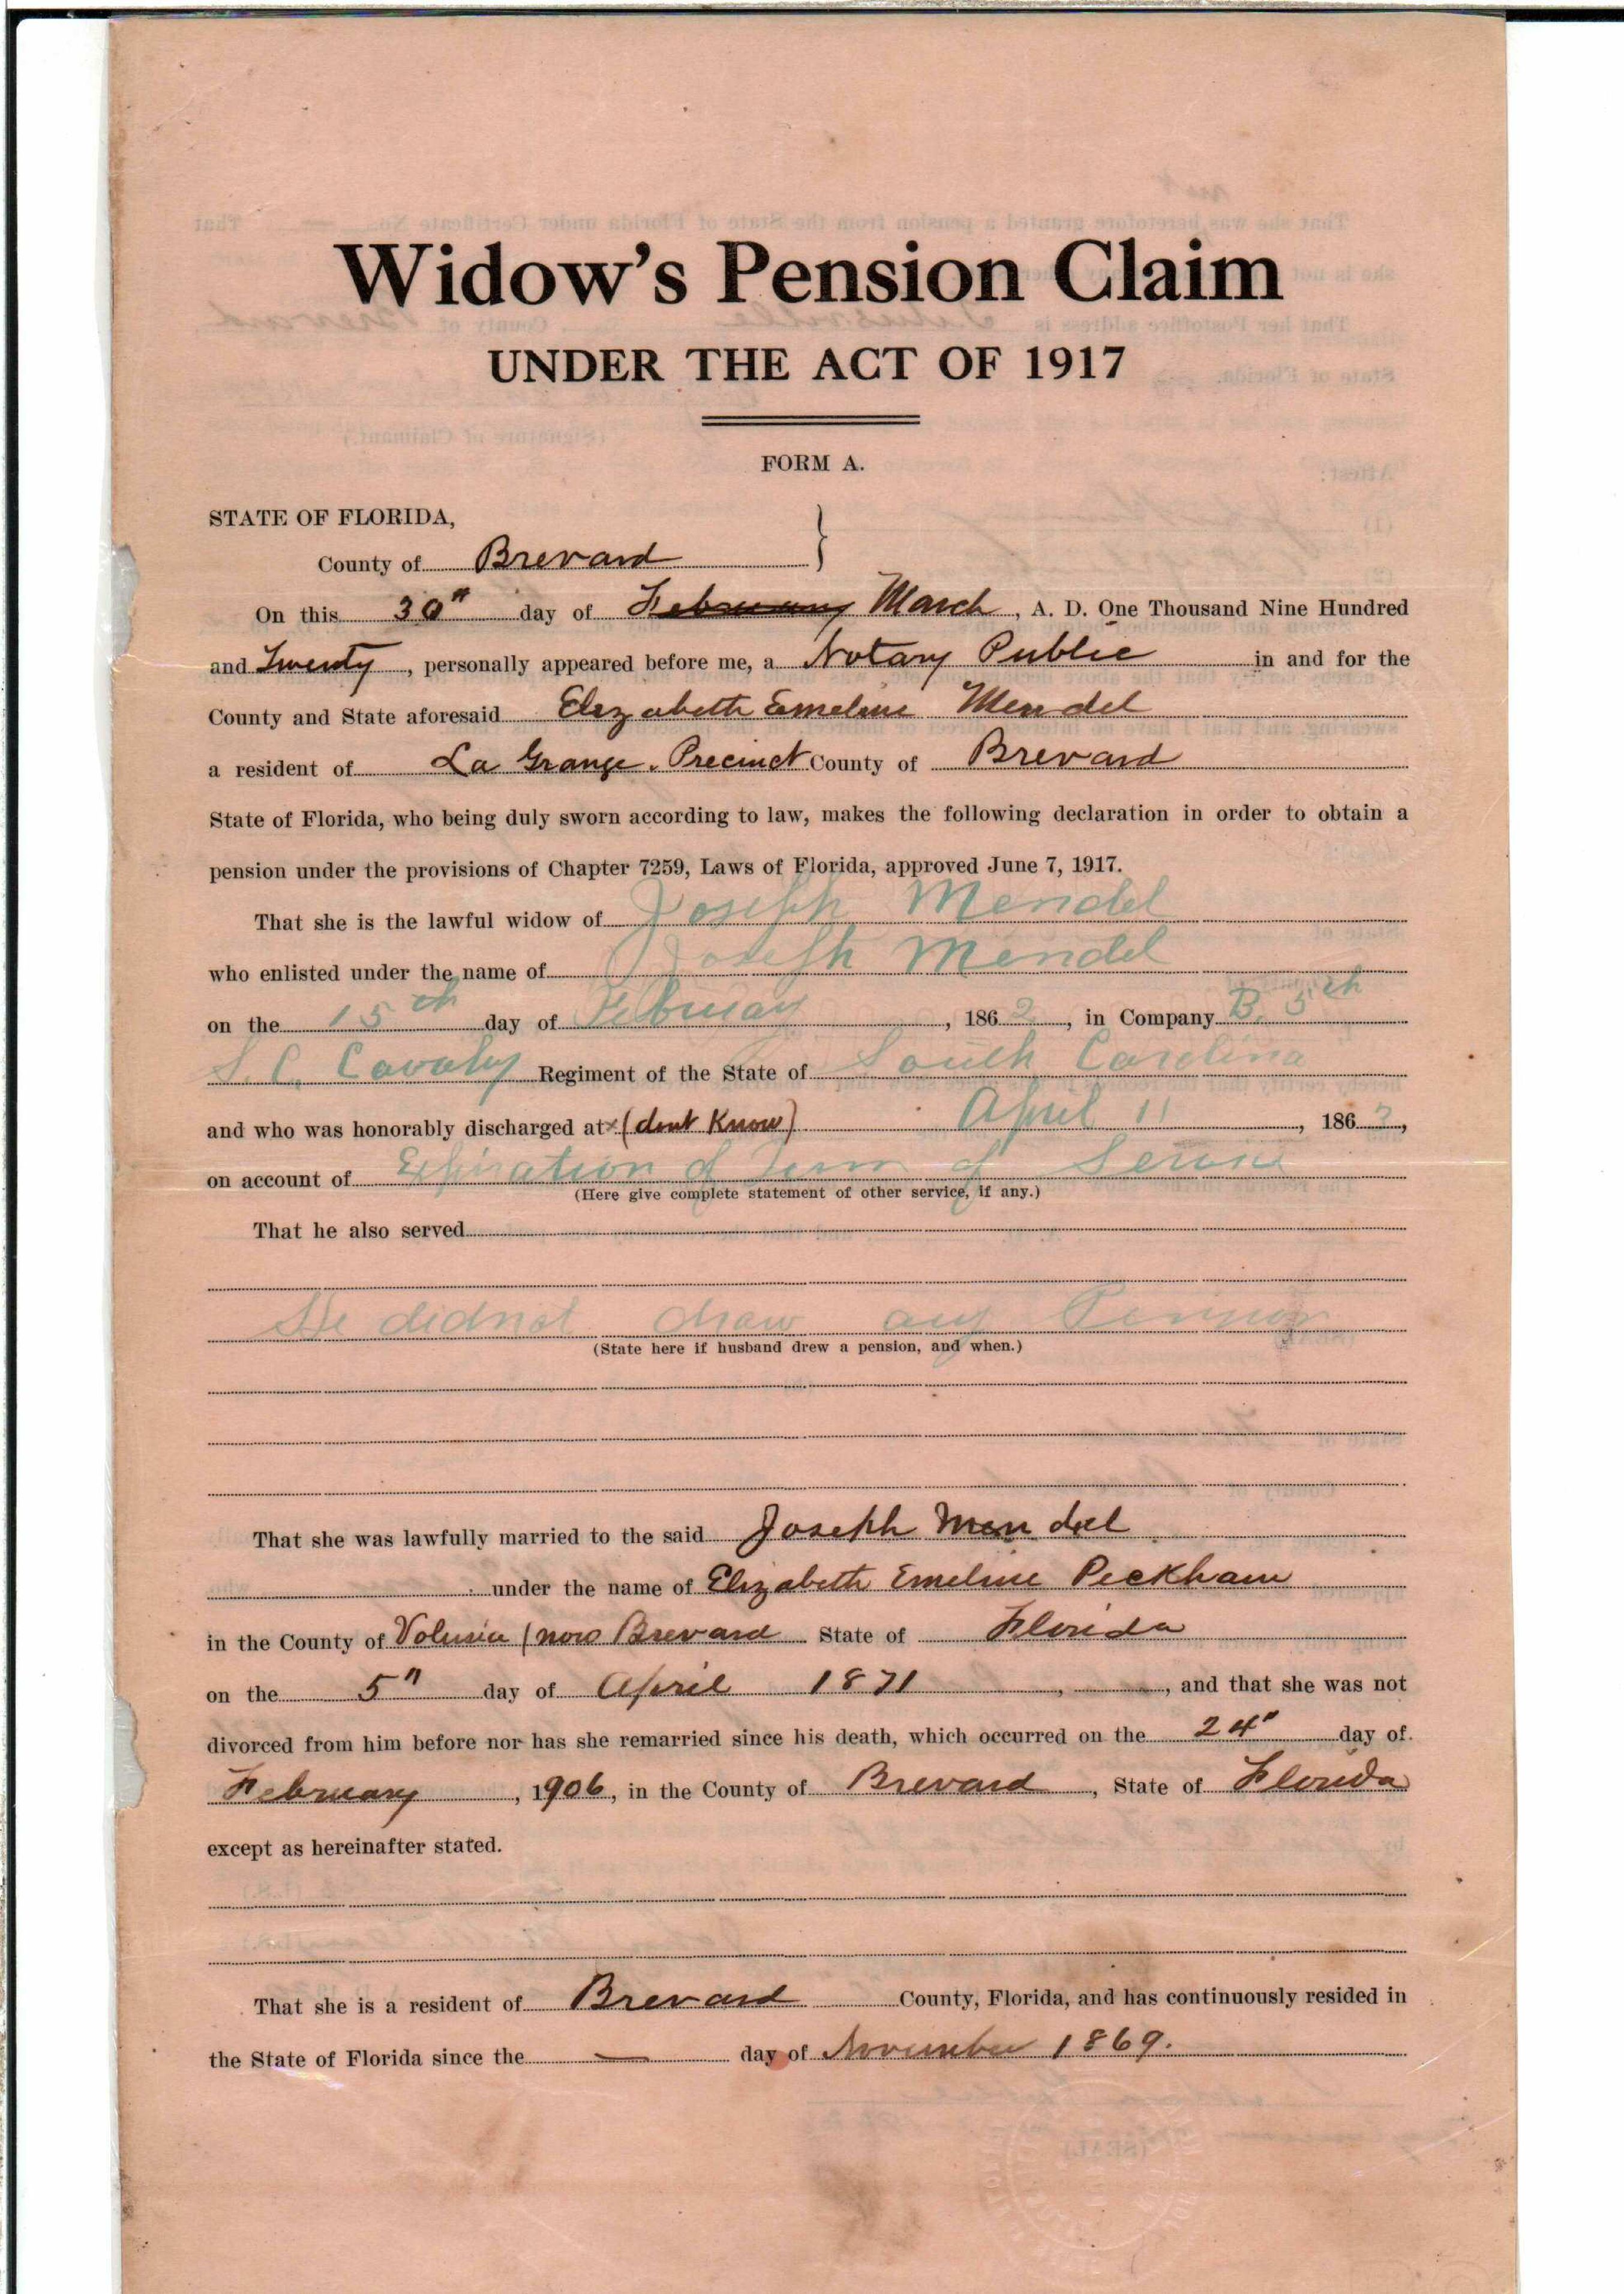 Widow's Pension Claim
UNDER THE ACT OF 1917
FORM A.
STATE OF FLORIDA,
County of Brevard }
On this 30" day of February March, A. D. One Thousand Nine Hundred
and Twenty, personally appeared before me, a Notary Public in and for the
County and State aforesaid Elizabeth Emeline Mendel
a resident of La Grange. Precinct County of Brevard
State of Florida, who being duly sworn according to law, makes the following declaration in order to obtain a
pension under the provisions of Chapter 7259, Laws of Florida, approved June 7, 1917.
That she is the lawful widow of Joseph Mendel
who enlisted under the name of Joseph Mendel
on the 15th day of February, 1862, in Company B. 5th
S. C. Cavalry Regiment of the State of South Carolina
and who was honorably discharged at (dont Know) April 11, 186
on account of Expiration of Term of Service
(Here give complete statement of other service, if any.)
That he also served
He did not draw any Pension
(State here if husband drew a pension, and when.)
That she was lawfully married to the said Joseph Mendel
under the name of Elizabeth Emeline Peckham
in the County of Volusia (now Brevard State of Florida
on the 5" day of April 1871, , and that she was not
divorced from him before nor has she remarried since his death, which occurred on the 24" day of
February, 1906, in the County of Brevard, State of Florida
except as hereinafter stated.
That she is a resident of Brevard County, Florida, and has continuously resided in
the State of Florida since the — day of November 1869.